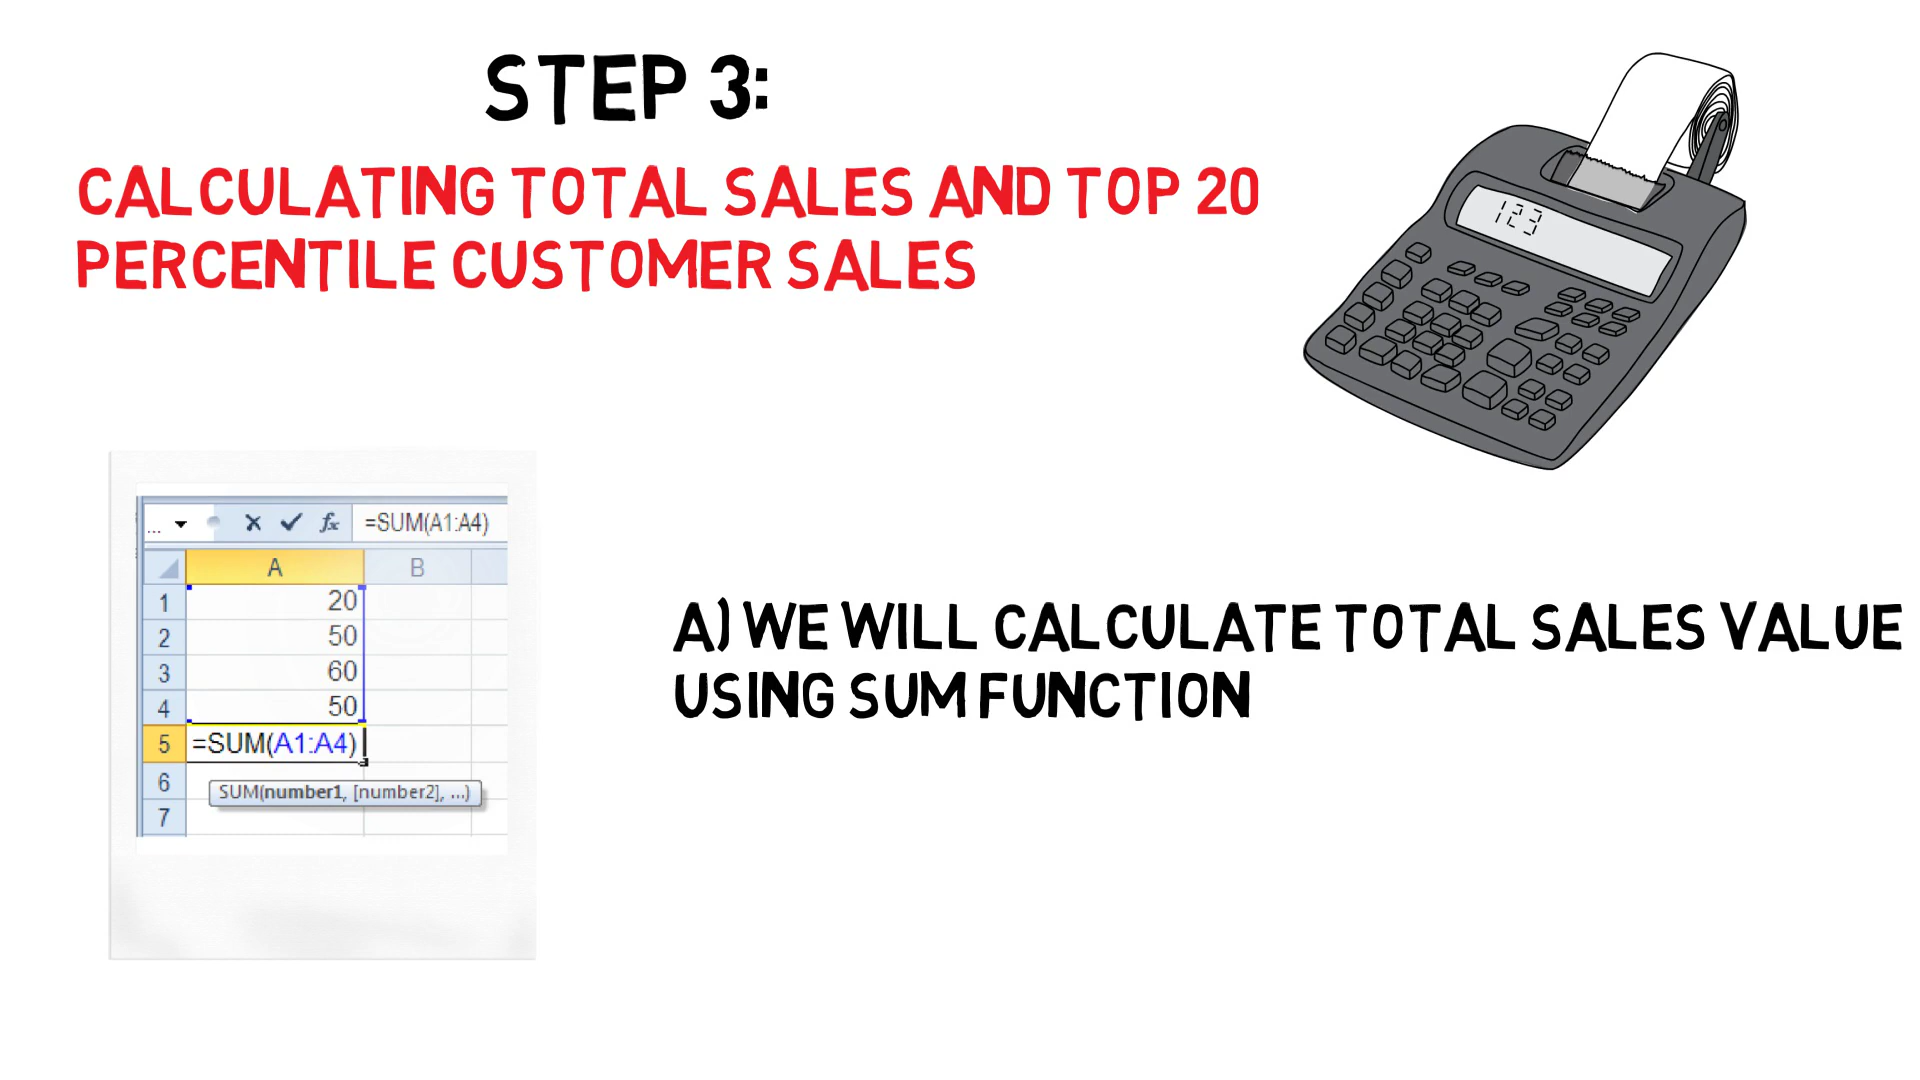 STEP 3:
CALCULATING TOTAL SALES AND TOP 20
PERCENTILE CUSTOMER SALES
123
... =SUM(A1:A4)
A B
1 20
2 50
3 60
4 50
5 =SUM(A1:A4)
6
SUM(number1, [number2], ...)
7
A) WE WILL CALCULATE TOTAL SALES VALUE
USING SUM FUNCTION